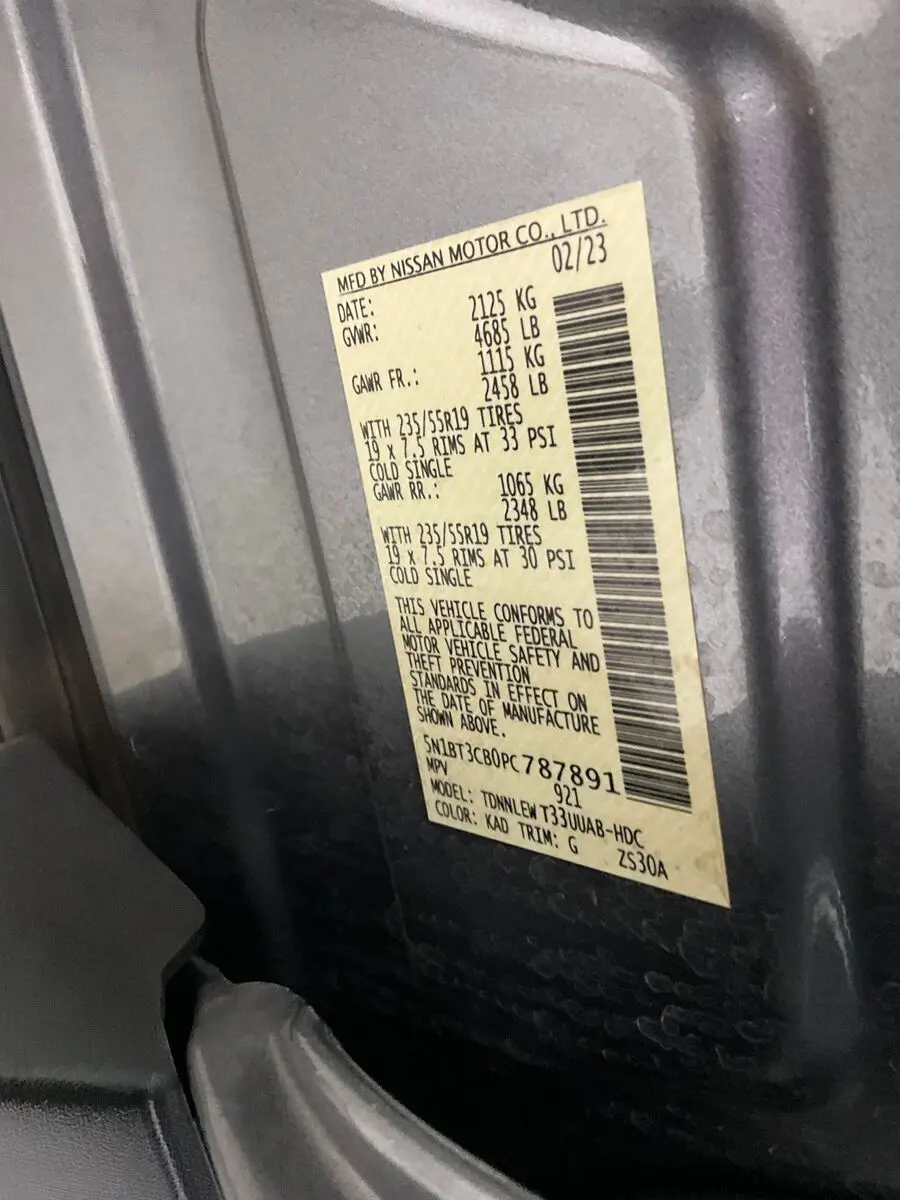 MFD BY NISSAN MOTOR CO., LTD.
DATE: 02/23
GVWR: 2125 KG
4685 LB
GAWR FR.: 1115 KG
2458 LB
WITH 235/55R19 TIRES
19 x 7.5 RIMS AT 33 PSI
COLD SINGLE
GAWR RR.: 1065 KG
2348 LB
WITH 235/55R19 TIRES
19 x 7.5 RIMS AT 30 PSI
COLD SINGLE
THIS VEHICLE CONFORMS TO
ALL APPLICABLE FEDERAL
MOTOR VEHICLE SAFETY AND
THEFT PREVENTION
STANDARDS IN EFFECT ON
THE DATE OF MANUFACTURE
SHOWN ABOVE.
5N1BT3CB0PC787891
MPV 921
MODEL: TDNNLEW T33UUAB-HDC
COLOR: KAD TRIM: G ZS30A